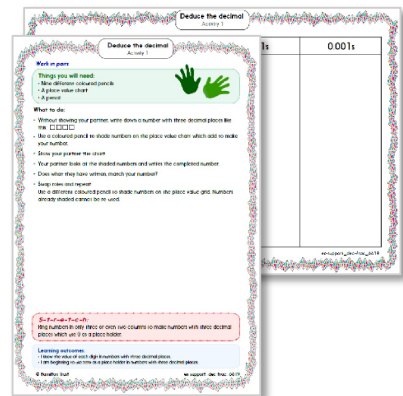 Deduce the decimal
Activity 1
0.001s
Deduce the decimal
Activity 1
Work in pairs
Things you will need:
• Nine different coloured pencils
• A place value chart
• A pencil
What to do:
• Without showing your partner, write down a number with three decimal places like
this
• Use a coloured pencil to shade numbers on the place value chart which add to make
your number.
• Show your partner the chart
• Your partner looks at the shaded numbers and writes the completed number.
• Does what they have written match your number?
• Swap roles and repeat
Use a different coloured pencil to shade numbers on the place value grid. Numbers
already shaded cannot be re-used.
S-t-r-e-t-c-h:
Ring numbers in only three or even two columns to make numbers with three decimal
places which use 0 as a place holder.
Learning outcomes:
• I know the value of each digit in numbers with three decimal places.
• I am beginning to use zero as a place holder in numbers with three decimal places.
© Hamilton Trust